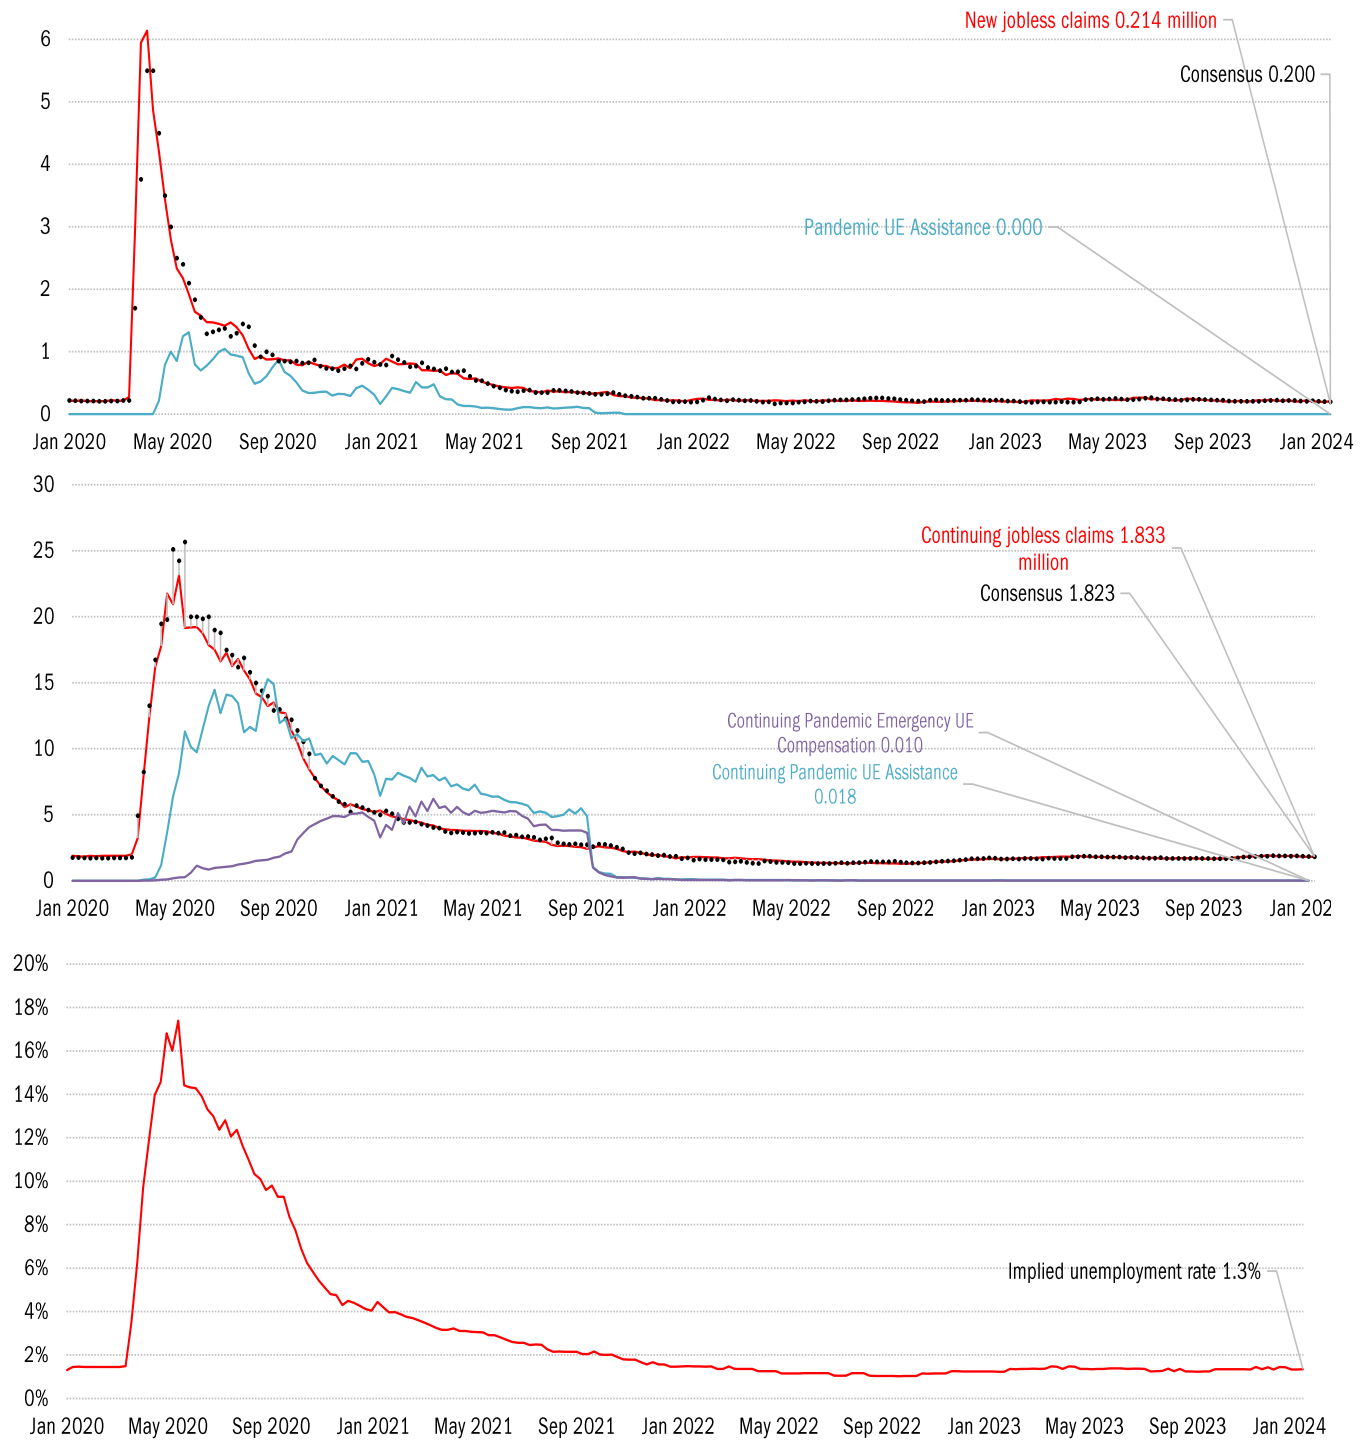 New jobless claims 0.214 million
6
Consensus 0.200
5
4
3
Pandemic UE Assistance 0.000
2
1
0
Jan 2020 May 2020 Sep 2020 Jan 2021 May 2021 Sep 2021 Jan 2022 May 2022 Sep 2022 Jan 2023 May 2023 Sep 2023 Jan 2024
30
25
Continuing jobless claims 1.833
million
Consensus 1.823
20
15
Continuing Pandemic Emergency UE
Compensation 0.010
Continuing Pandemic UE Assistance
0.018
10
5
0
Jan 2020 May 2020 Sep 2020 Jan 2021 May 2021 Sep 2021 Jan 2022 May 2022 Sep 2022 Jan 2023 May 2023 Sep 2023 Jan 202
20%
18%
16%
14%
12%
10%
8%
6%
Implied unemployment rate 1.3%
4%
2%
0%
Jan 2020 May 2020 Sep 2020 Jan 2021 May 2021 Sep 2021 Jan 2022 May 2022 Sep 2022 Jan 2023 May 2023 Sep 2023 Jan 2024